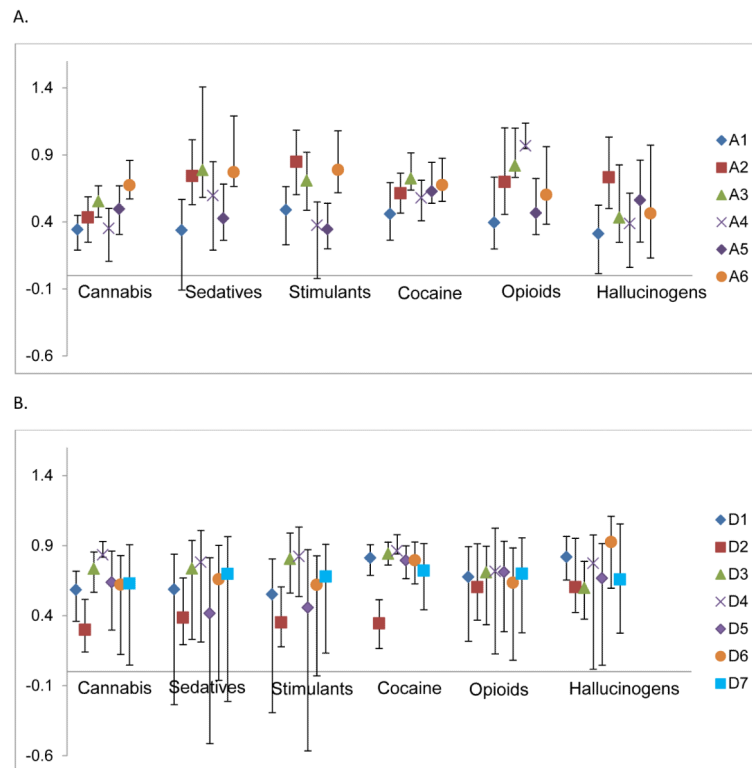 A.
1.4
0.9
0.4
-0.1
-0.6
Cannabis Sedatives Stimulants Cocaine Opioids Hallucinogens
A1
A2
A3
A4
A5
A6
B.
1.4
0.9
0.4
-0.1
-0.6
Cannabis Sedatives Stimulants Cocaine Opioids Hallucinogens
D1
D2
D3
D4
D5
D6
D7